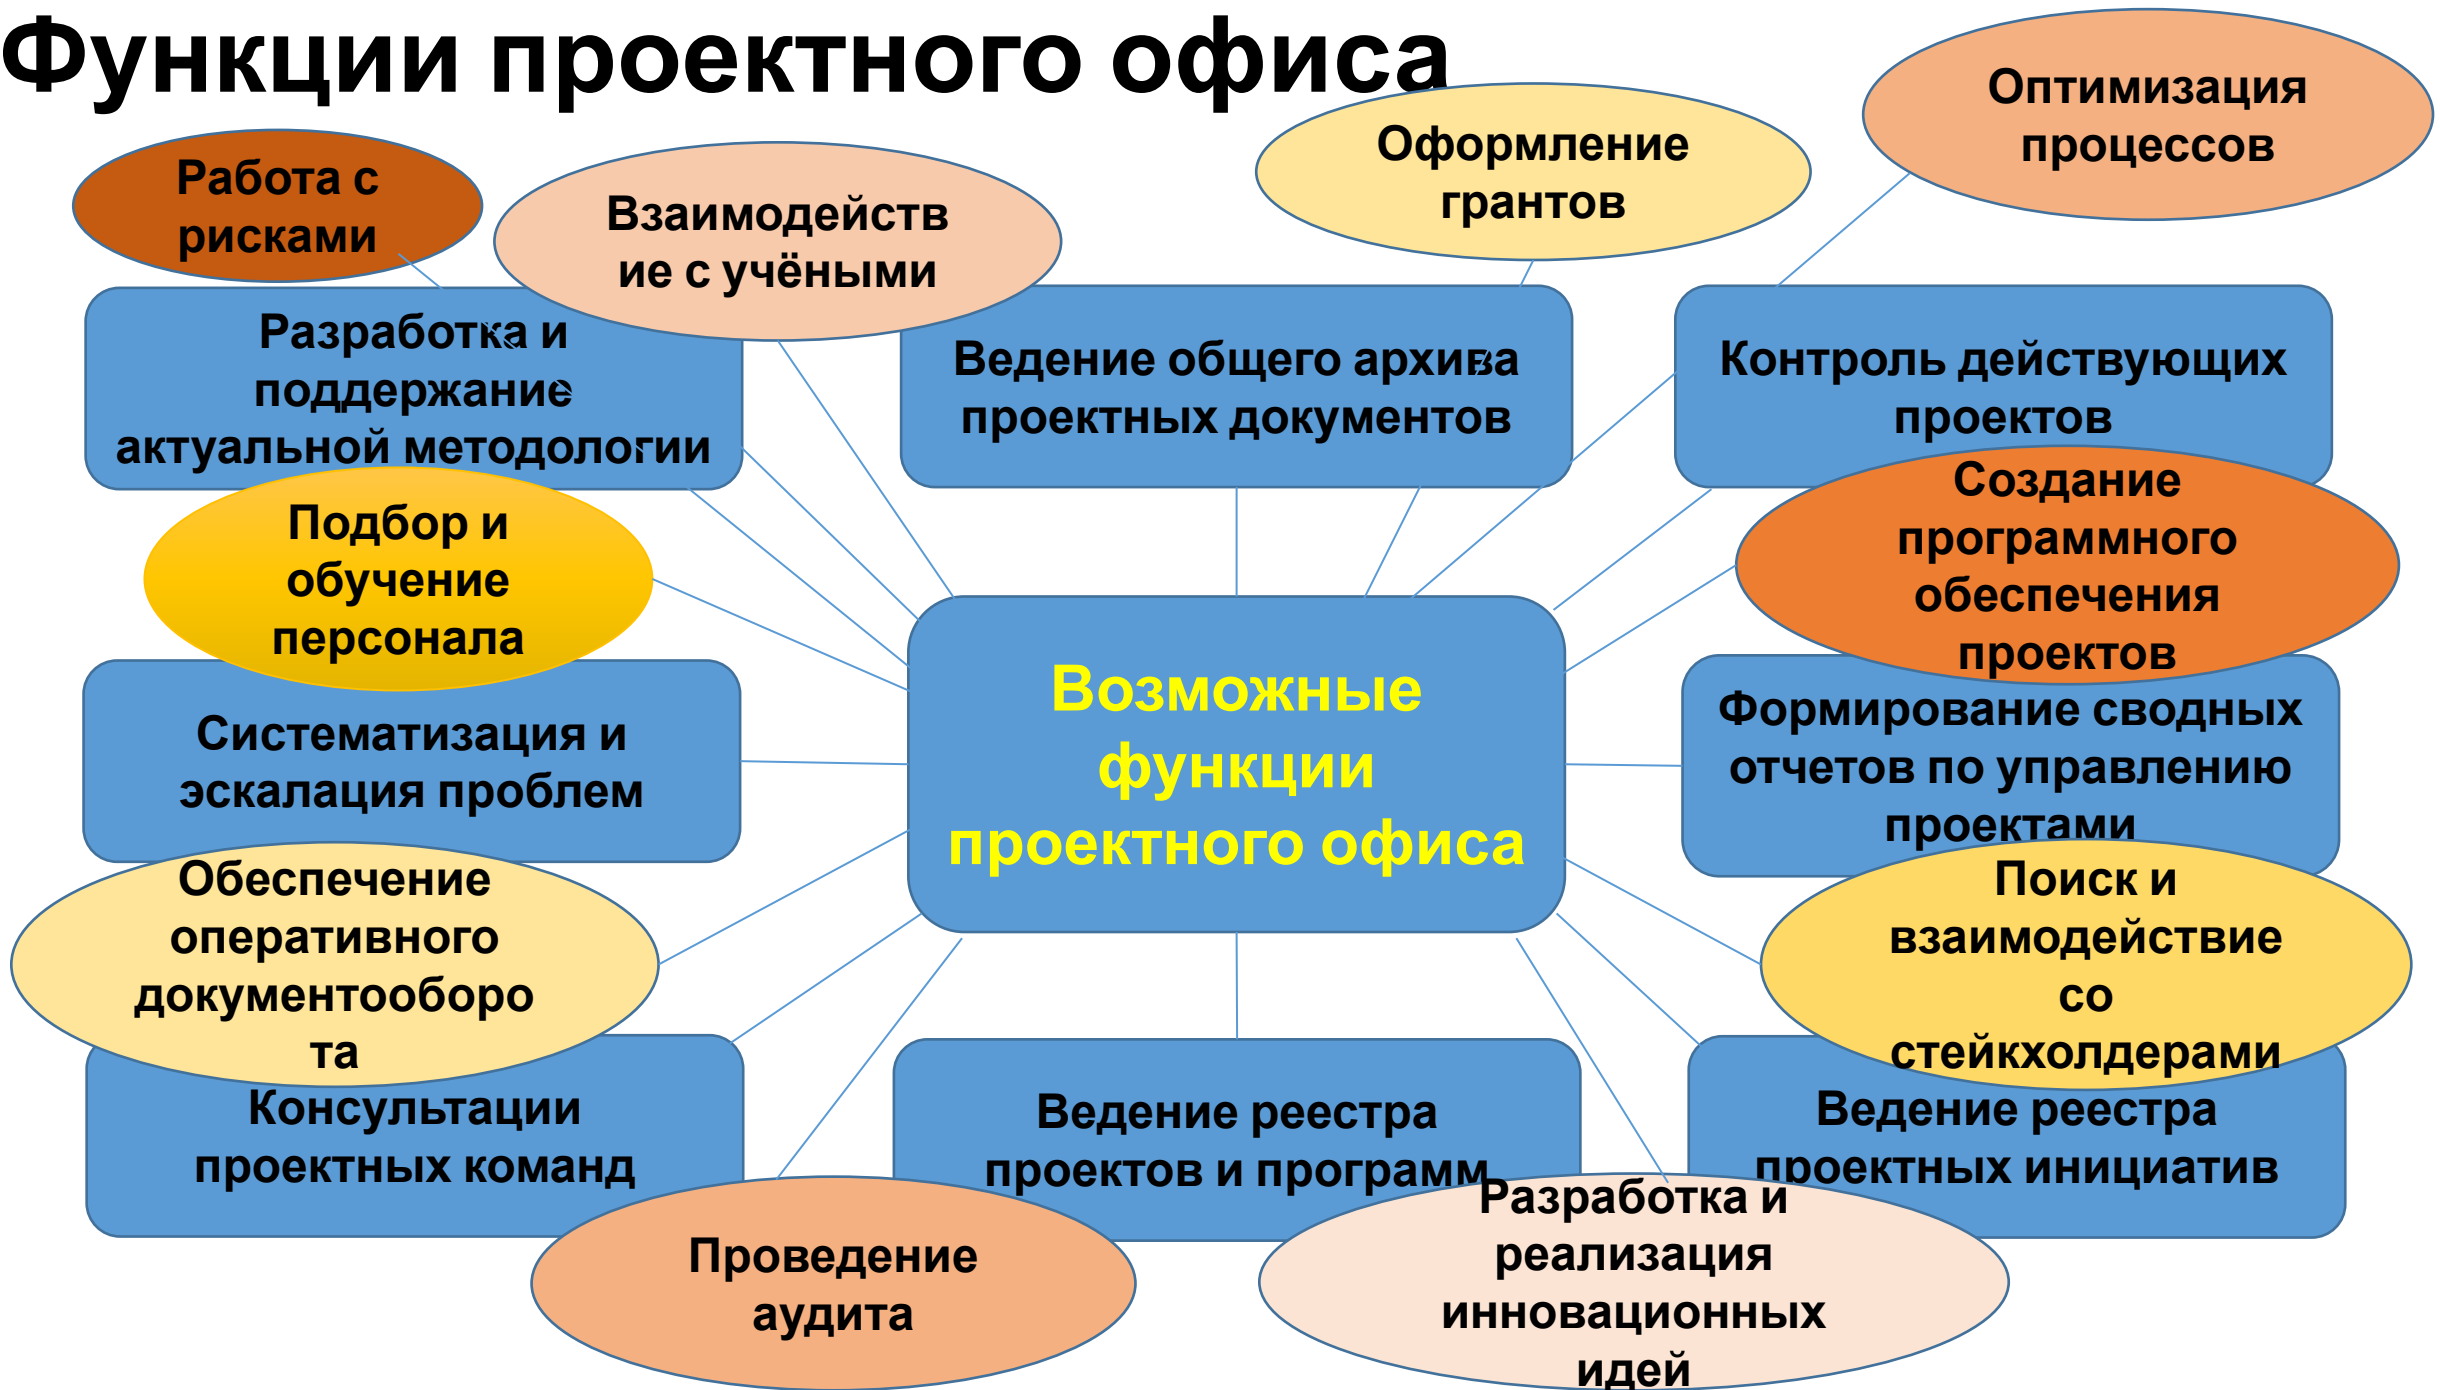 Функции проектного офиса
Оптимизация
процессов
Оформление
грантов
Работа с
рисками
Взаимодейств
ие с учёными
Разработка и
поддержание
актуальной методологии
Ведение общего архива
проектных документов
Контроль действующих
проектов
Подбор и
обучение
персонала
Создание
программного
обеспечения
проектов
Возможные
функции
проектного офиса
Систематизация и
эскалация проблем
Формирование сводных
отчетов по управлению
проектами
Обеспечение
оперативного
документооборо
та
Поиск и
взаимодействие
со
стейкхолдерами
Консультации
проектных команд
Ведение реестра
проектов и программ
Ведение реестра
проектных инициатив
Проведение
аудита
Разработка и
реализация
инновационных
идей